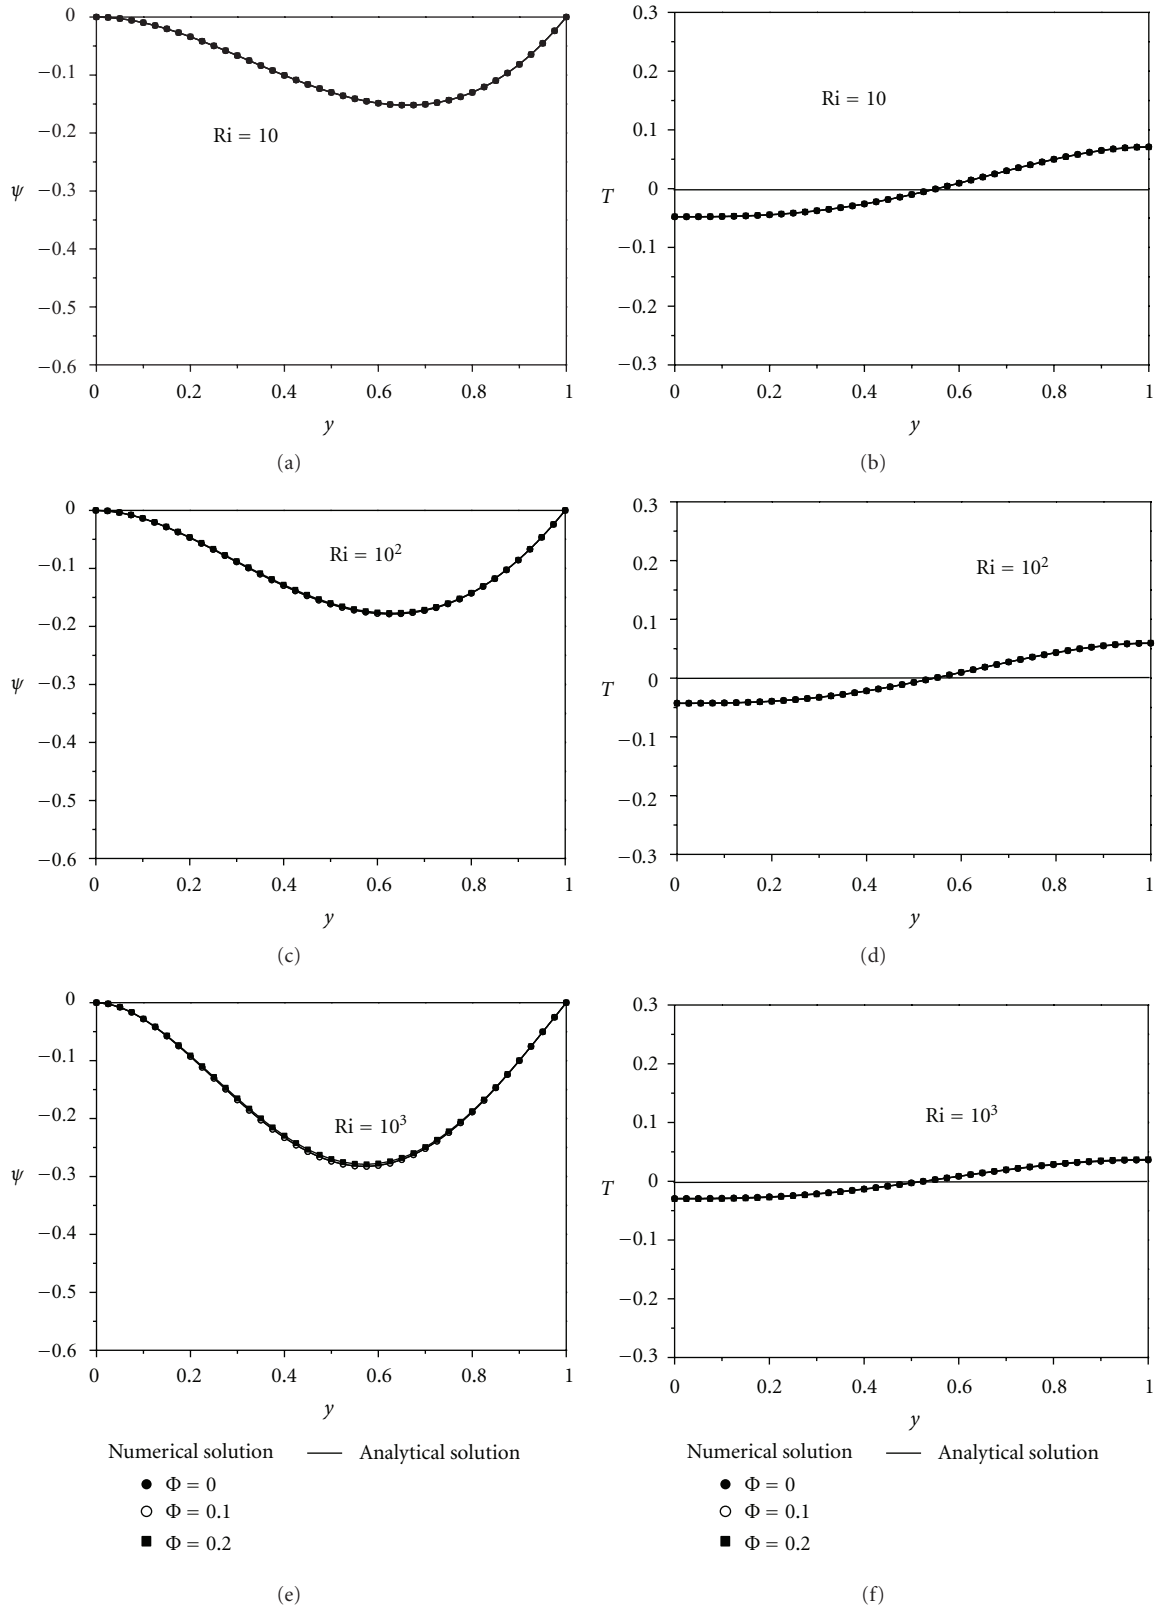 0
−0.1
−0.2
−0.3
−0.4
−0.5
−0.6
ψ
Ri = 10
0 0.2 0.4 0.6 0.8 1
y
(a)
0.3
0.2
0.1
0
−0.1
−0.2
−0.3
T
Ri = 10
0 0.2 0.4 0.6 0.8 1
y
(b)
0
−0.1
−0.2
−0.3
−0.4
−0.5
−0.6
ψ
Ri = 10²
0 0.2 0.4 0.6 0.8 1
y
(c)
0.3
0.2
0.1
0
−0.1
−0.2
−0.3
T
Ri = 10²
0 0.2 0.4 0.6 0.8 1
y
(d)
0
−0.1
−0.2
−0.3
−0.4
−0.5
−0.6
ψ
Ri = 10³
0 0.2 0.4 0.6 0.8 1
y
Numerical solution Analytical solution
Φ = 0
Φ = 0.1
Φ = 0.2
(e)
0.3
0.2
0.1
0
−0.1
−0.2
−0.3
T
Ri = 10³
0 0.2 0.4 0.6 0.8 1
y
Numerical solution Analytical solution
Φ = 0
Φ = 0.1
Φ = 0.2
(f)